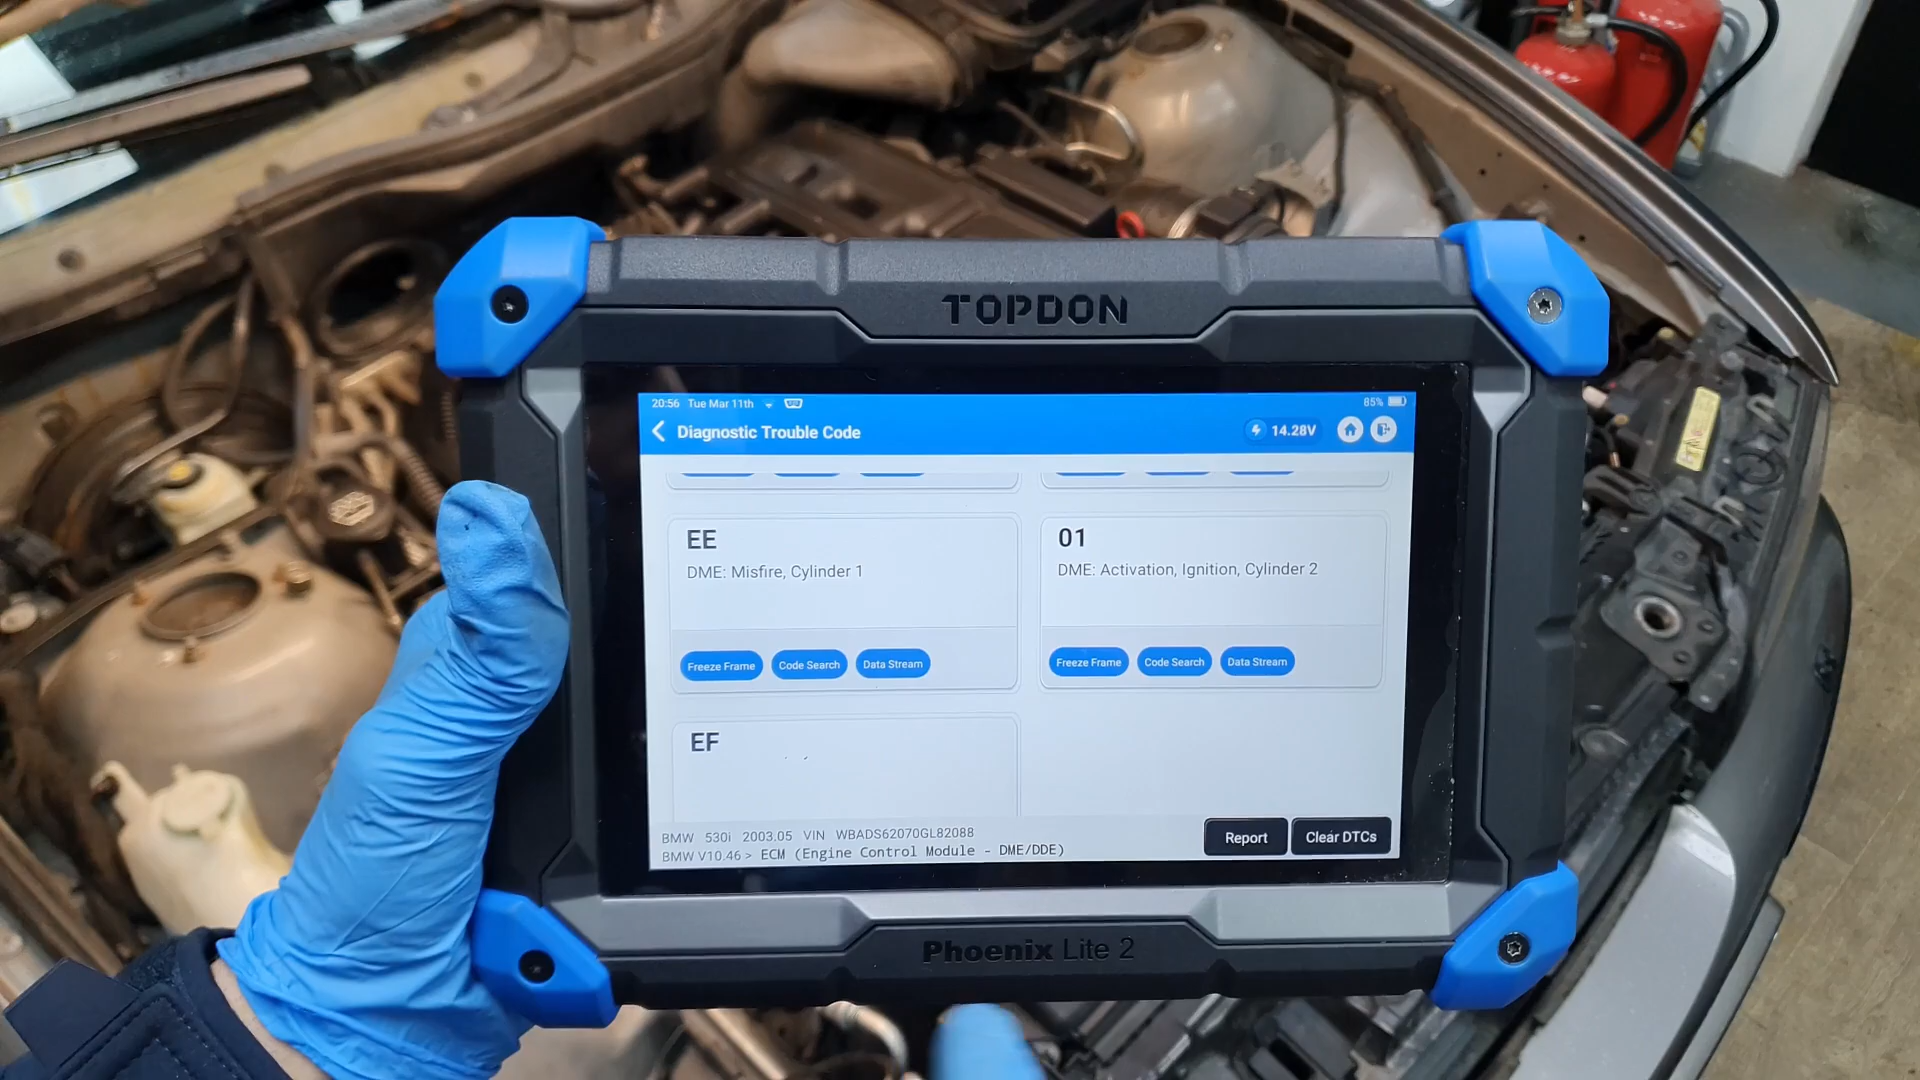 TOPDON
20:56 Tue Mar 11th 85%
Diagnostic Trouble Code 14.28V
EE
DME: Misfire, Cylinder 1
Freeze Frame Code Search Data Stream
01
DME: Activation, Ignition, Cylinder 2
Freeze Frame Code Search Data Stream
EF
BMW 530i 2003.05 VIN WBADS62070GL82088
BMW V10.46 > ECM (Engine Control Module - DME/DDE)
Report Clear DTCs
Phoenix Lite 2